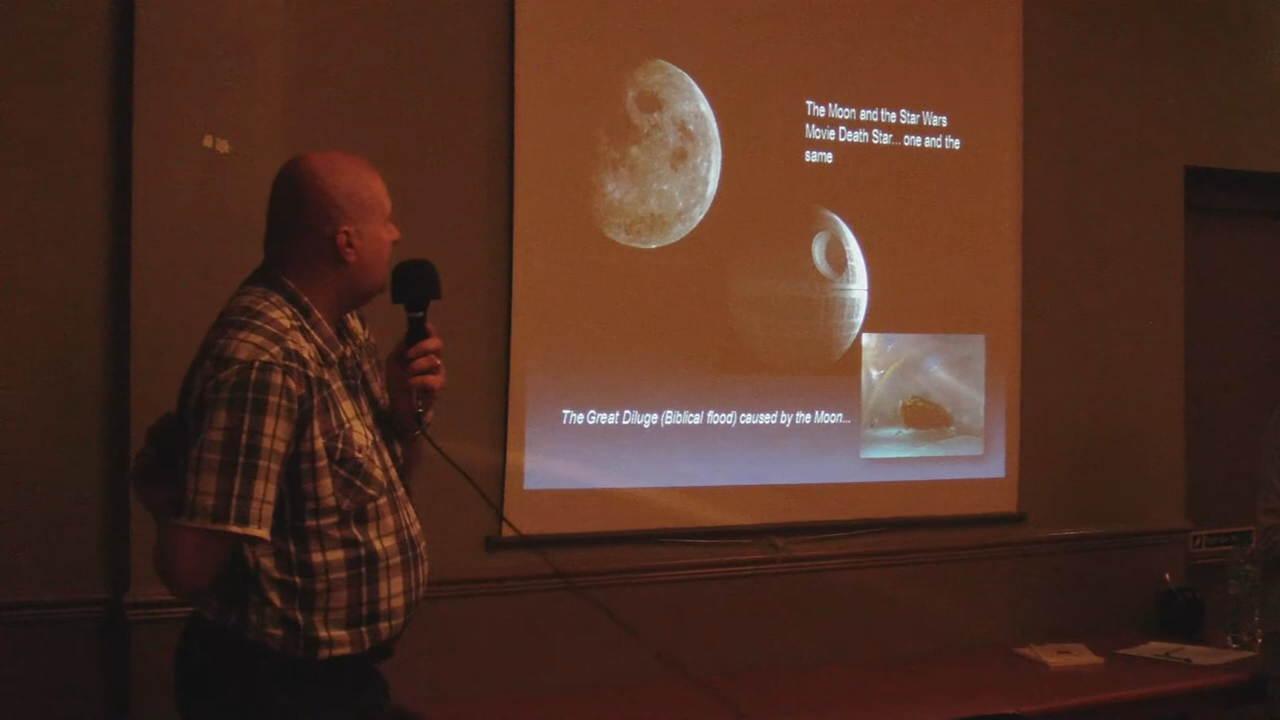 The Moon and the Star Wars
Movie Death Star... one and the
same
The Great Diluge (Biblical flood) caused by the Moon...